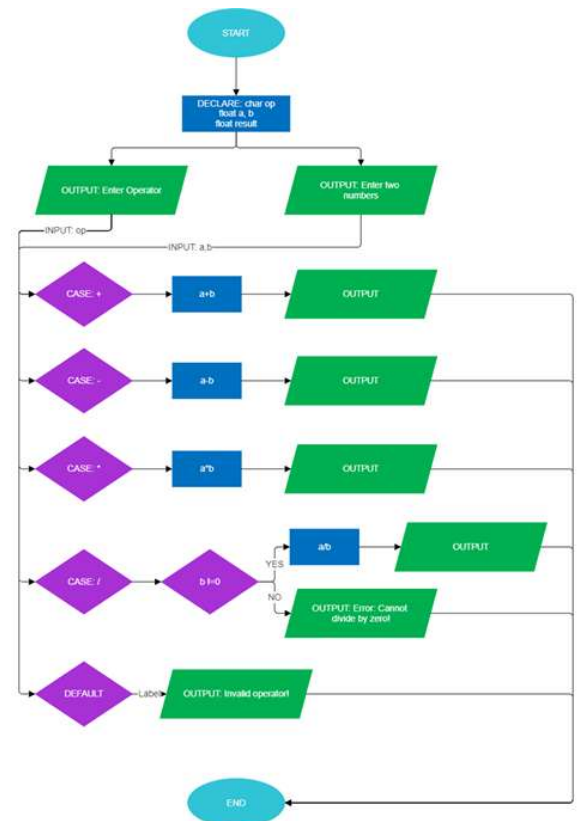 START
DECLARE: char op
float a, b
float result
OUTPUT: Enter Operator
OUTPUT: Enter two
numbers
INPUT: op
INPUT: a,b
CASE: +
a+b
OUTPUT
CASE: -
a-b
OUTPUT
CASE: *
a*b
OUTPUT
CASE: /
b !=0
YES
a/b
OUTPUT
NO
OUTPUT: Error: Cannot
divide by zero!
DEFAULT
Label
OUTPUT: Invalid operator!
END